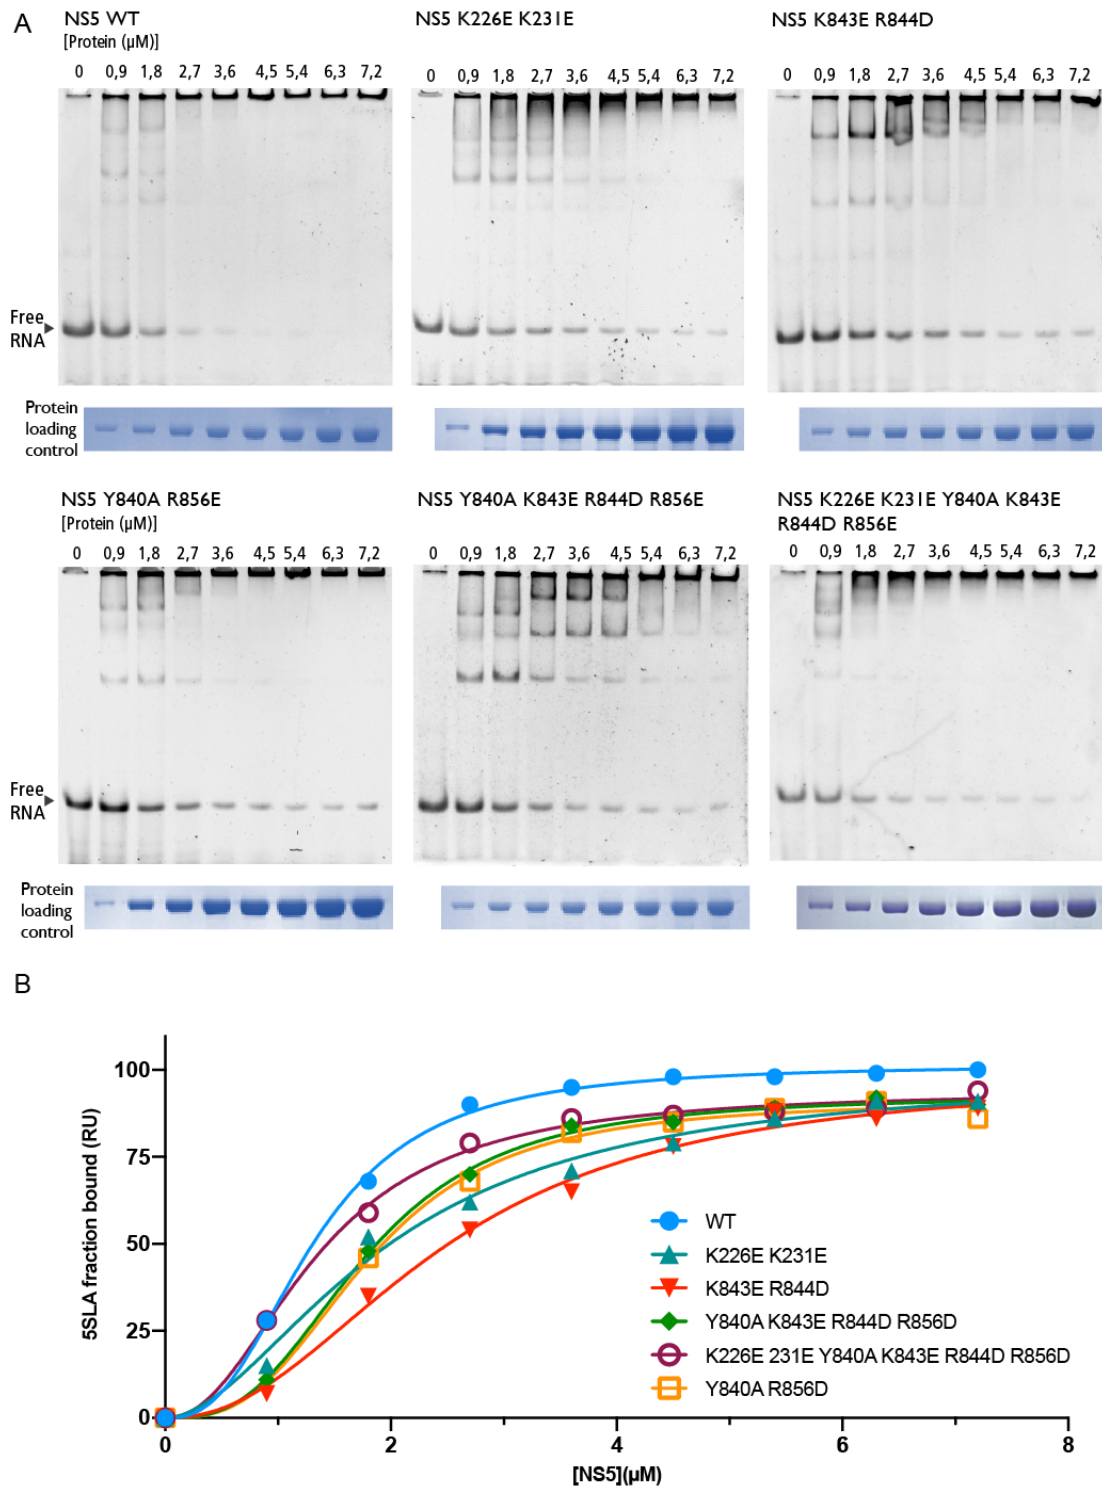 A
NS5 WT
[Protein (µM)]
0 0,9 1,8 2,7 3,6 4,5 5,4 6,3 7,2
NS5 K226E K231E
0 0,9 1,8 2,7 3,6 4,5 5,4 6,3 7,2
NS5 K843E R844D
0 0,9 1,8 2,7 3,6 4,5 5,4 6,3 7,2
Free
RNA
Protein
loading
control
NS5 Y840A R856E
[Protein (µM)]
0 0,9 1,8 2,7 3,6 4,5 5,4 6,3 7,2
NS5 Y840A K843E R844D R856E
0 0,9 1,8 2,7 3,6 4,5 5,4 6,3 7,2
NS5 K226E K231E Y840A K843E
R844D R856E
0 0,9 1,8 2,7 3,6 4,5 5,4 6,3 7,2
Free
RNA
Protein
loading
control
B
5SLA fraction bound (RU)
100
75
50
25
0
0 2 4 6 8
[NS5](µM)
WT
K226E K231E
K843E R844D
Y840A K843E R844D R856D
K226E 231E Y840A K843E R844D R856D
Y840A R856D